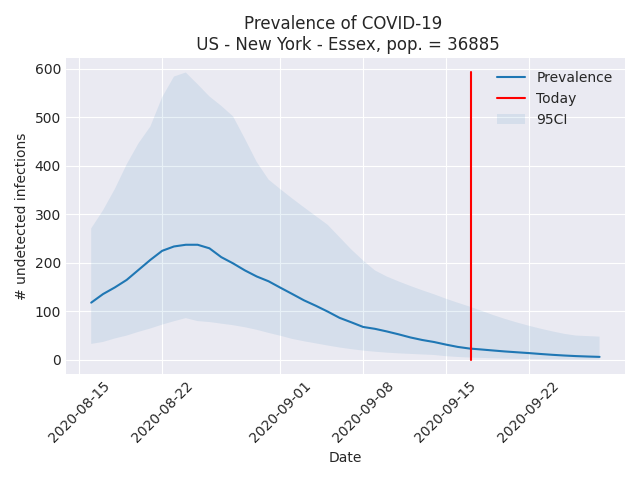 Prevalence of COVID-19
US - New York - Essex, pop. = 36885
Prevalence
Today
95CI
# undetected infections
600
500
400
300
200
100
0
2020-08-15
2020-08-22
2020-09-01
2020-09-08
2020-09-15
2020-09-22
Date